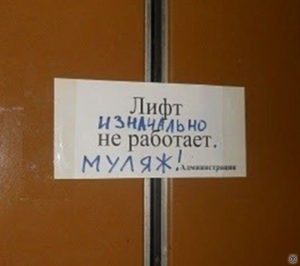 Лифт
изначально
не работает.
МУЛЯЖ!
Администрация